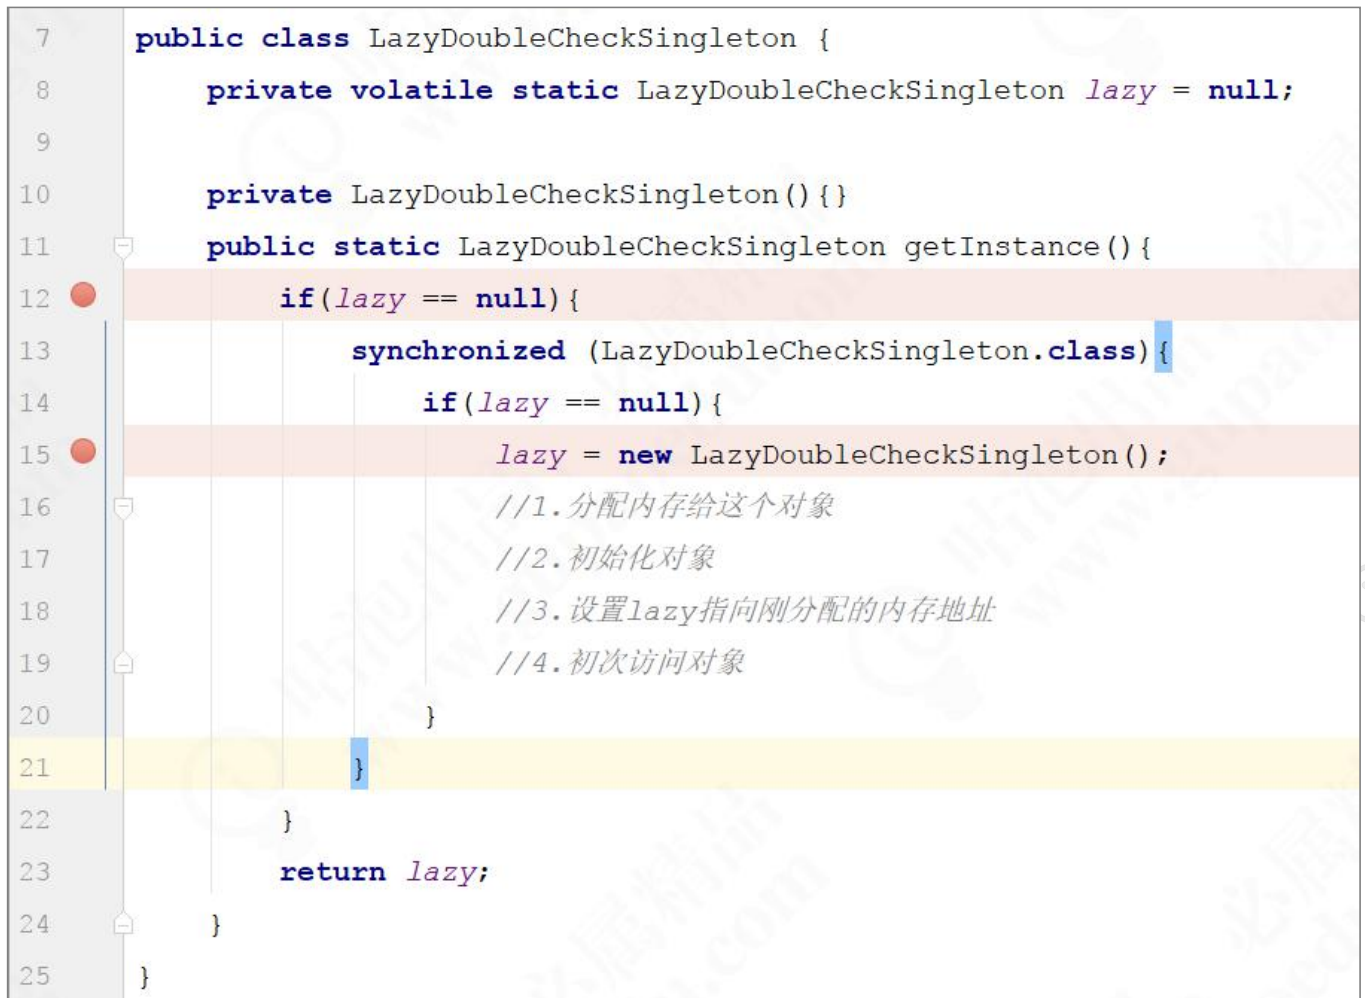 7 public class LazyDoubleCheckSingleton {
8 private volatile static LazyDoubleCheckSingleton lazy = null;
9
10 private LazyDoubleCheckSingleton(){}
11 public static LazyDoubleCheckSingleton getInstance(){
12 if(lazy == null){
13 synchronized (LazyDoubleCheckSingleton.class){
14 if(lazy == null){
15 lazy = new LazyDoubleCheckSingleton();
16 //1.分配内存给这个对象
17 //2.初始化对象
18 //3.设置lazy指向刚分配的内存地址
19 //4.初次访问对象
20 }
21 }
22 }
23 return lazy;
24 }
25 }